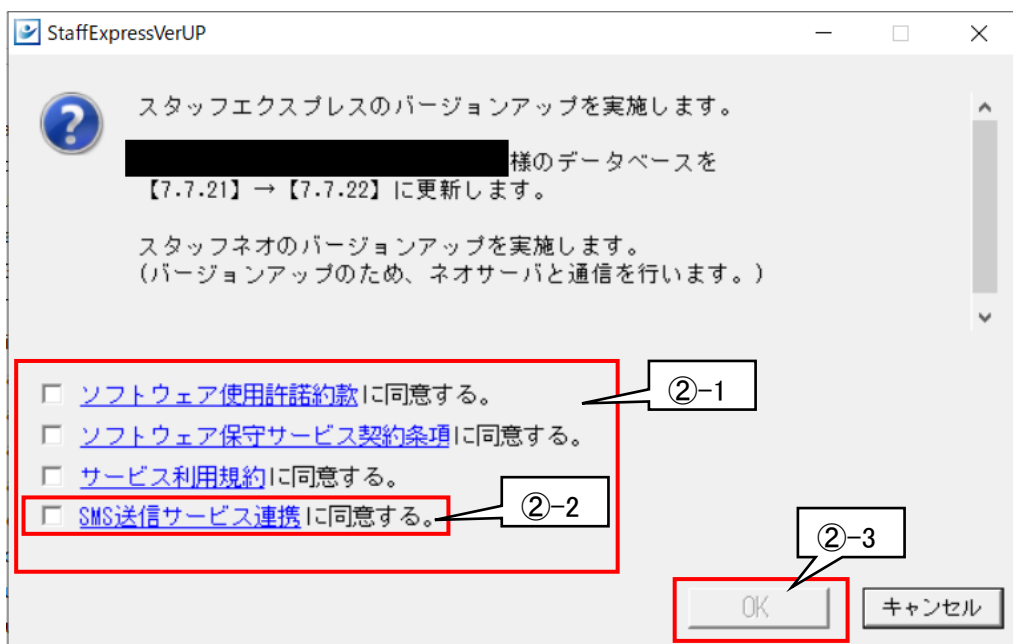 StaffExpressVerUP
スタッフエクスプレスのバージョンアップを実施します。
様のデータベースを
【7.7.21】→【7.7.22】に更新します。
スタッフネオのバージョンアップを実施します。
(バージョンアップのため、ネオサーバと通信を行います。)
ソフトウェア使用許諾約款に同意する。
②-1
ソフトウェア保守サービス契約条項に同意する。
サービス利用規約に同意する。
SMS送信サービス連携に同意する。
②-2
②-3
OK
キャンセル